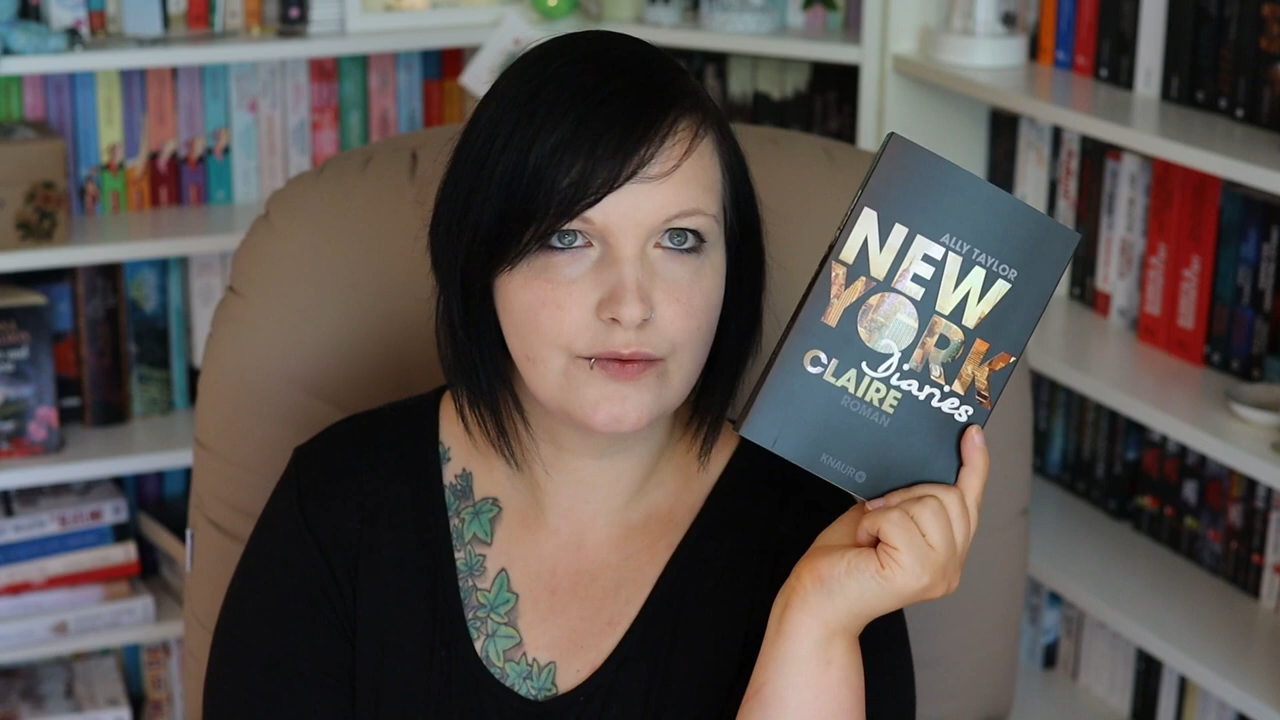 ALLY TAYLOR
NEW
YORK
Diaries
CLAIRE
ROMAN
KNAUR